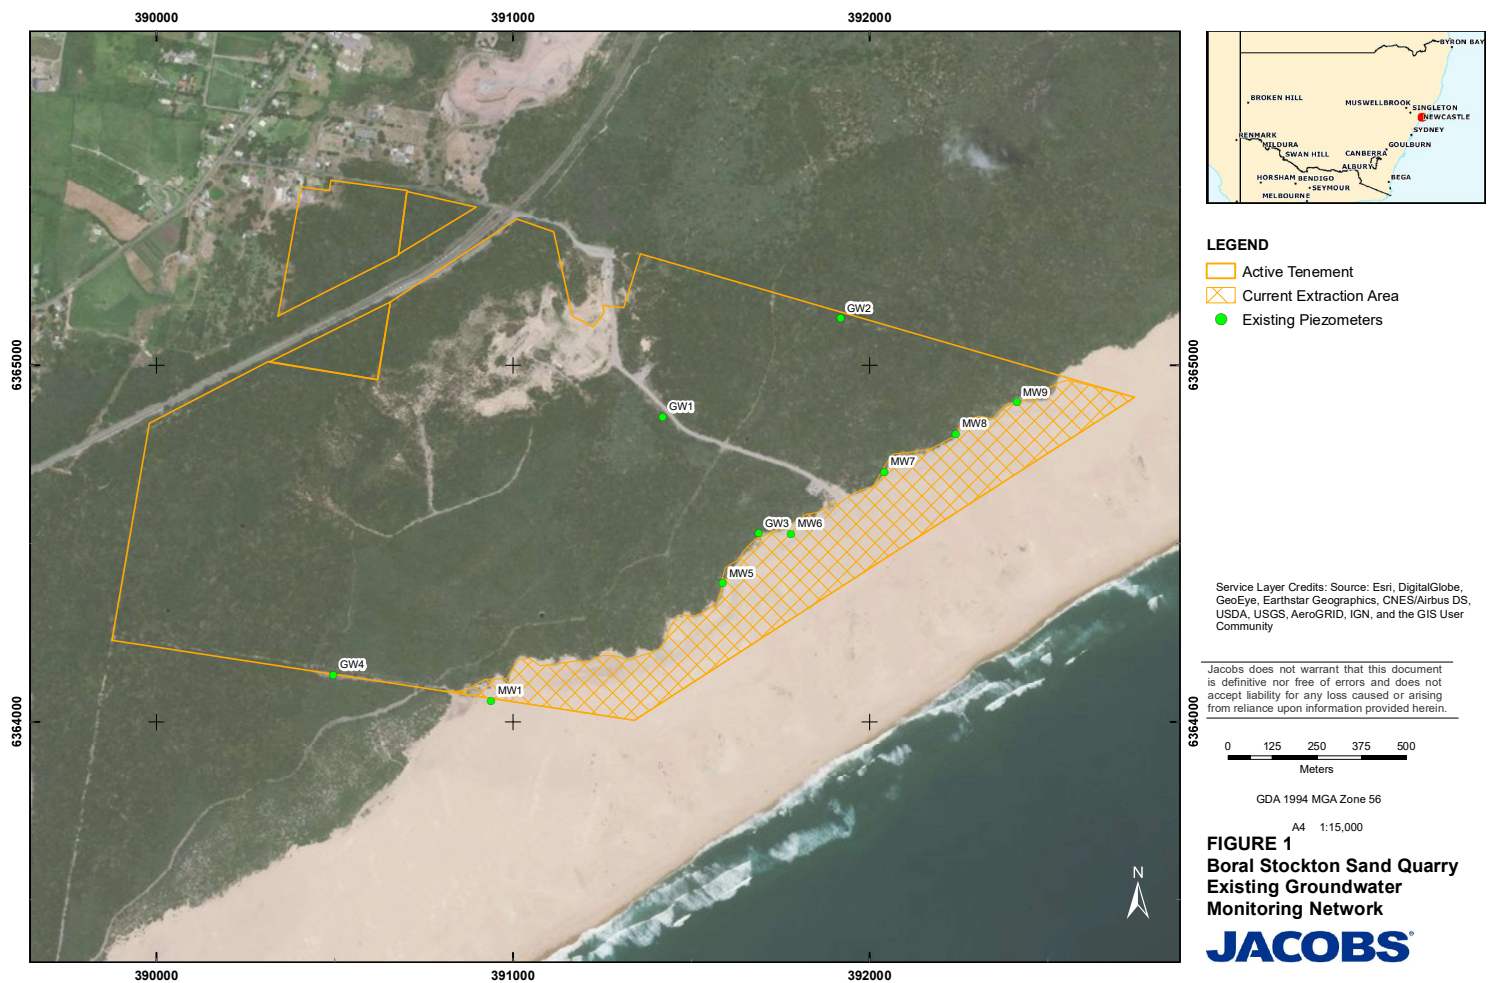 390000
391000
392000
6365000
6364000
6365000
6364000
390000
391000
392000
GW2
MW9
GW1
MW8
MW7
GW3
MW6
MW5
GW4
MW1
N
BYRON BAY
BROKEN HILL
MUSWELLBROOK
SINGLETON
NEWCASTLE
SYDNEY
RENMARK
MILDURA
GOULBURN
SWAN HILL
CANBERRA
ALBURY
HORSHAM
BENDIGO
BEGA
SEYMOUR
MELBOURNE
LEGEND
Active Tenement
Current Extraction Area
Existing Piezometers
Service Layer Credits: Source: Esri, DigitalGlobe,
GeoEye, Earthstar Geographics, CNES/Airbus DS,
USDA, USGS, AeroGRID, IGN, and the GIS User
Community
Jacobs does not warrant that this document
is definitive nor free of errors and does not
accept liability for any loss caused or arising
from reliance upon information provided herein.
0 125 250 375 500
Meters
GDA 1994 MGA Zone 56
A4 1:15,000
FIGURE 1
Boral Stockton Sand Quarry
Existing Groundwater
Monitoring Network
JACOBS®